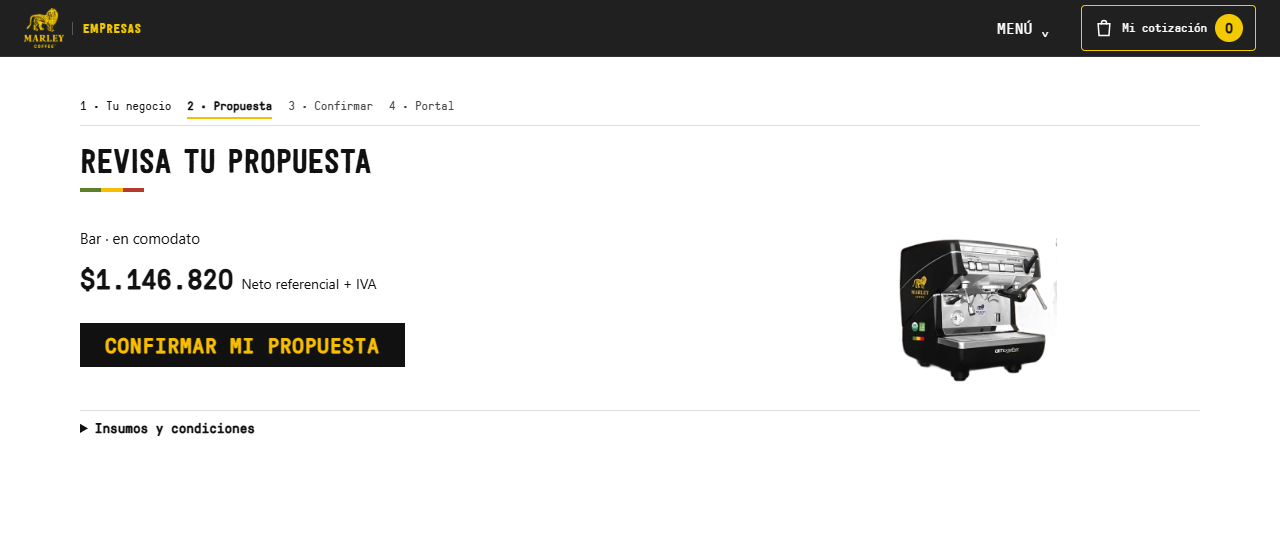 MARLEY
COFFEE
EMPRESAS
MENÚ
Mi cotización 0
1 · Tu negocio 2 · Propuesta 3 · Confirmar 4 · Portal
REVISA TU PROPUESTA
Bar · en comodato
$1.146.820 Neto referencial + IVA
CONFIRMAR MI PROPUESTA
MARLEY
Insumos y condiciones